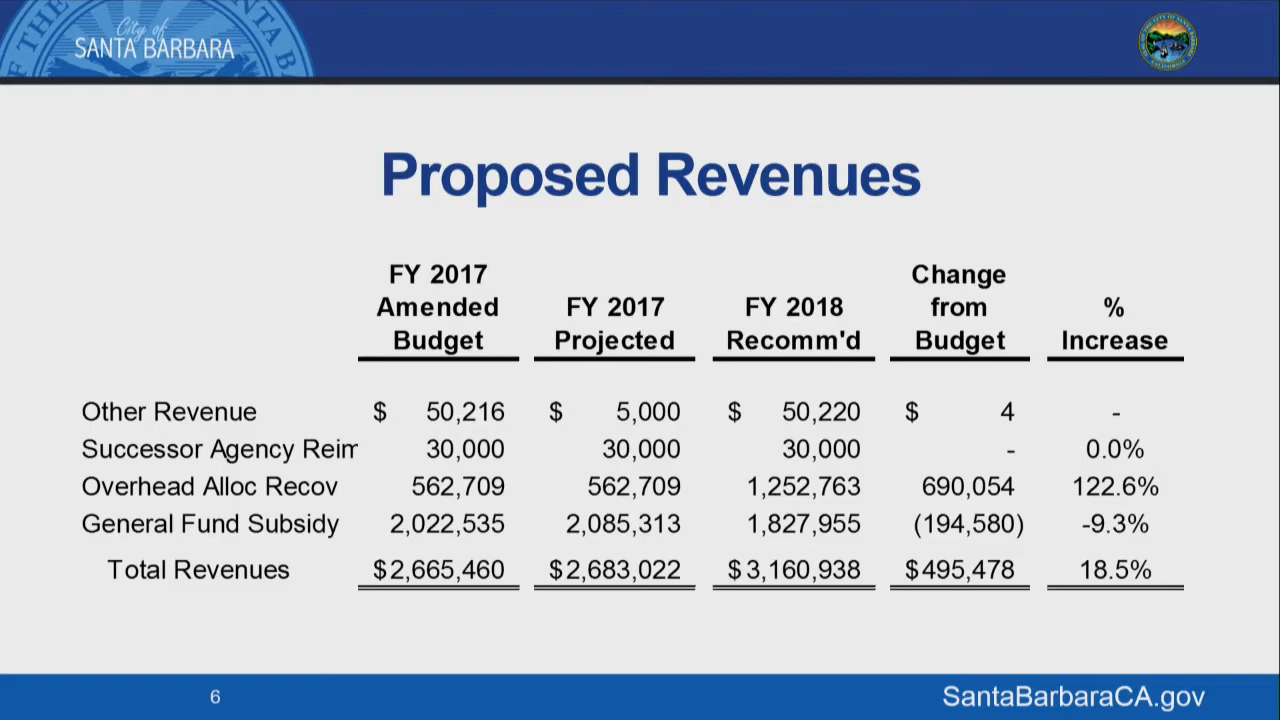 City of
SANTA BARBARA
Proposed Revenues
FY 2017 Amended Budget
FY 2017 Projected
FY 2018 Recomm'd
Change from Budget
% Increase
Other Revenue $ 50,216 $ 5,000 $ 50,220 $ 4 -
Successor Agency Reim 30,000 30,000 30,000 - 0.0%
Overhead Alloc Recov 562,709 562,709 1,252,763 690,054 122.6%
General Fund Subsidy 2,022,535 2,085,313 1,827,955 (194,580) -9.3%
Total Revenues $2,665,460 $2,683,022 $3,160,938 $495,478 18.5%
6
SantaBarbaraCA.gov